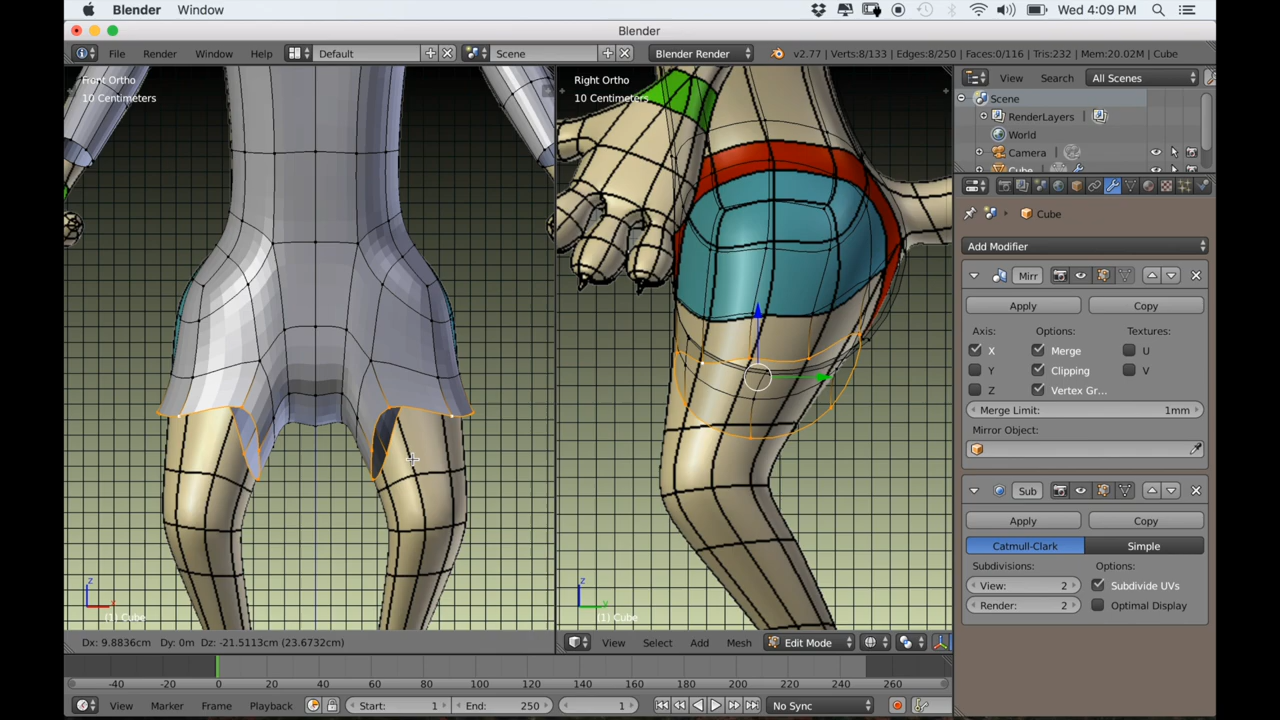 Blender Window Wed 4:09 PM
Blender
File Render Window Help Default Scene Blender Render v2.77 | Verts:8/133 | Edges:8/250 | Faces:0/116 | Tris:232 | Mem:20.02M | Cube
Front Ortho
10 Centimeters
Right Ortho
10 Centimeters
View Search All Scenes
Scene
RenderLayers
World
Camera
Cube
Cube
Add Modifier
Mirr
Apply Copy
Axis: Options: Textures:
X Merge U
Y Clipping V
Z Vertex Gr...
Merge Limit: 1mm
Mirror Object:
Sub
Apply Copy
Catmull-Clark Simple
Subdivisions: Options:
View: 2 Subdivide UVs
Render: 2 Optimal Display
z
z
(1) Cube
(1) Cube
Dx: 9.8836cm Dy: 0m Dz: -21.5113cm (23.6732cm)
View Select Add Mesh Edit Mode
-40 -20 0 20 40 60 80 100 120 140 160 180 200 220 240 260
View Marker Frame Playback Start: 1 End: 250 1 No Sync